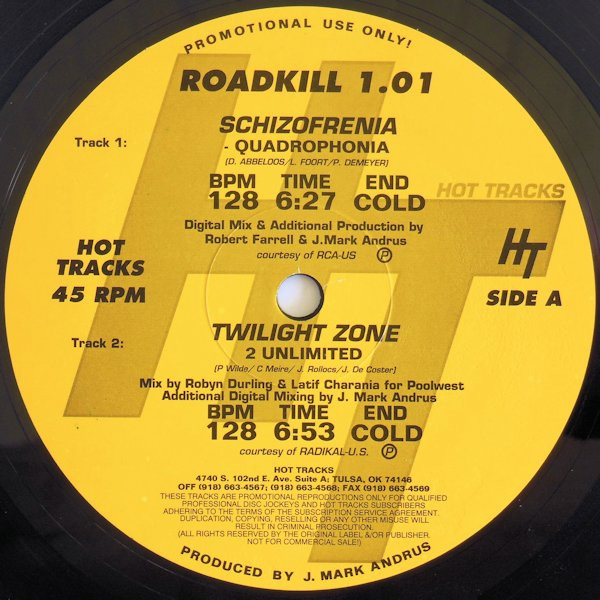 PROMOTIONAL USE ONLY!
ROADKILL 1.01
Track 1:
SCHIZOFRENIA
- QUADROPHONIA
(D. ABBELOOS/L. FOORT/P. DEMEYER)
BPM TIME END
128 6:27 COLD
HOT TRACKS
Digital Mix & Additional Production by
Robert Farrell & J.Mark Andrus
courtesy of RCA-US P
HOT
TRACKS
45 RPM
HT
SIDE A
Track 2:
TWILIGHT ZONE
2 UNLIMITED
(P Wilde/ C Meire/ J. Rollocs/J. De Coster)
Mix by Robyn Durling & Latif Charania for Poolwest
Additional Digital Mixing by J. Mark Andrus
BPM TIME END
128 6:53 COLD
courtesy of RADIKAL-U.S. P
HOT TRACKS
4740 S. 102nd E. Ave. Suite A; TULSA, OK 74146
OFF (918) 663-4567; (918) 663-4568; FAX (918) 663-4569
THESE TRACKS ARE PROMOTIONAL REPRODUCTIONS ONLY FOR QUALIFIED
PROFESSIONAL DISC JOCKEYS AND HOT TRACKS SUBSCRIBERS
ADHERING TO THE TERMS OF THE SUBSCRIPTION SERVICE AGREEMENT.
DUPLICATION, COPYING, RESELLING OR ANY OTHER MISUSE WILL
RESULT IN CRIMINAL PROSECUTION.
(ALL RIGHTS RESERVED BY THE ORIGINAL LABEL &/OR PUBLISHER.
NOT FOR COMMERCIAL SALE!)
PRODUCED BY J. MARK ANDRUS